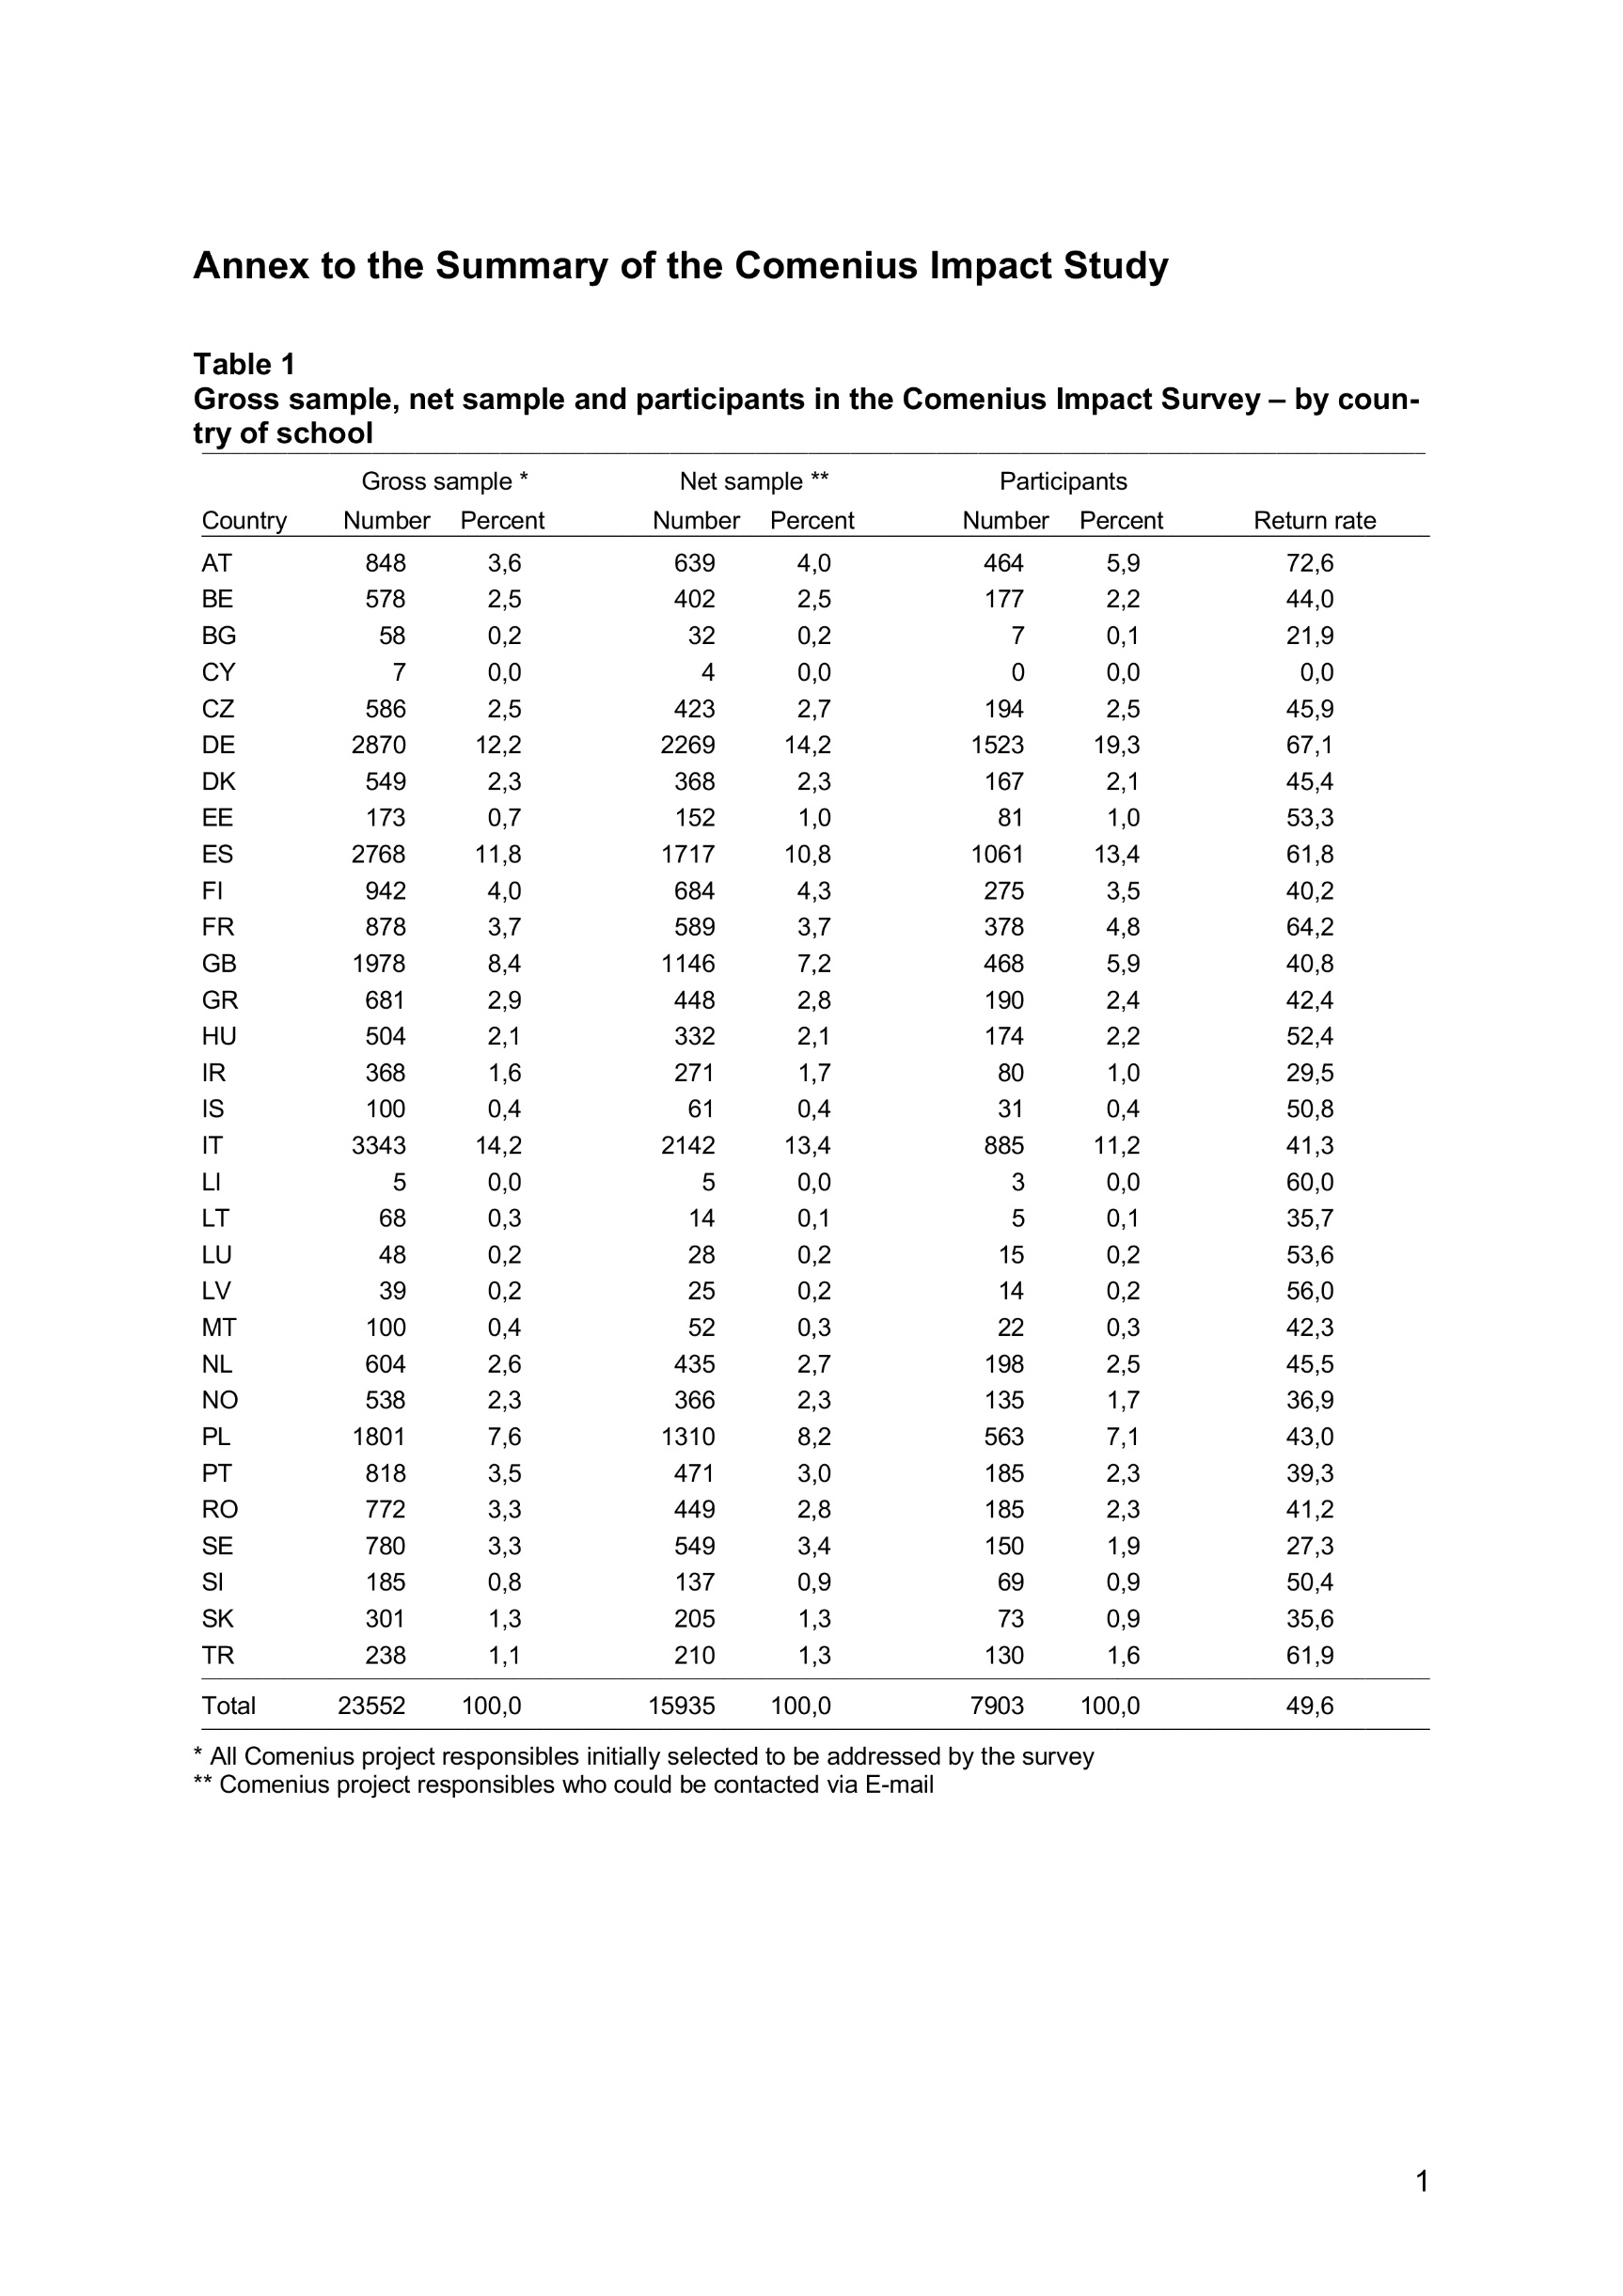 Annex to the Summary of the Comenius Impact Study
Table 1
Gross sample, net sample and participants in the Comenius Impact Survey – by coun-
try of school
Gross sample * Net sample ** Participants
Country Number Percent Number Percent Number Percent Return rate
AT 848 3,6 639 4,0 464 5,9 72,6
BE 578 2,5 402 2,5 177 2,2 44,0
BG 58 0,2 32 0,2 7 0,1 21,9
CY 7 0,0 4 0,0 0 0,0 0,0
CZ 586 2,5 423 2,7 194 2,5 45,9
DE 2870 12,2 2269 14,2 1523 19,3 67,1
DK 549 2,3 368 2,3 167 2,1 45,4
EE 173 0,7 152 1,0 81 1,0 53,3
ES 2768 11,8 1717 10,8 1061 13,4 61,8
FI 942 4,0 684 4,3 275 3,5 40,2
FR 878 3,7 589 3,7 378 4,8 64,2
GB 1978 8,4 1146 7,2 468 5,9 40,8
GR 681 2,9 448 2,8 190 2,4 42,4
HU 504 2,1 332 2,1 174 2,2 52,4
IR 368 1,6 271 1,7 80 1,0 29,5
IS 100 0,4 61 0,4 31 0,4 50,8
IT 3343 14,2 2142 13,4 885 11,2 41,3
LI 5 0,0 5 0,0 3 0,0 60,0
LT 68 0,3 14 0,1 5 0,1 35,7
LU 48 0,2 28 0,2 15 0,2 53,6
LV 39 0,2 25 0,2 14 0,2 56,0
MT 100 0,4 52 0,3 22 0,3 42,3
NL 604 2,6 435 2,7 198 2,5 45,5
NO 538 2,3 366 2,3 135 1,7 36,9
PL 1801 7,6 1310 8,2 563 7,1 43,0
PT 818 3,5 471 3,0 185 2,3 39,3
RO 772 3,3 449 2,8 185 2,3 41,2
SE 780 3,3 549 3,4 150 1,9 27,3
SI 185 0,8 137 0,9 69 0,9 50,4
SK 301 1,3 205 1,3 73 0,9 35,6
TR 238 1,1 210 1,3 130 1,6 61,9
Total 23552 100,0 15935 100,0 7903 100,0 49,6
* All Comenius project responsibles initially selected to be addressed by the survey
** Comenius project responsibles who could be contacted via E-mail
1